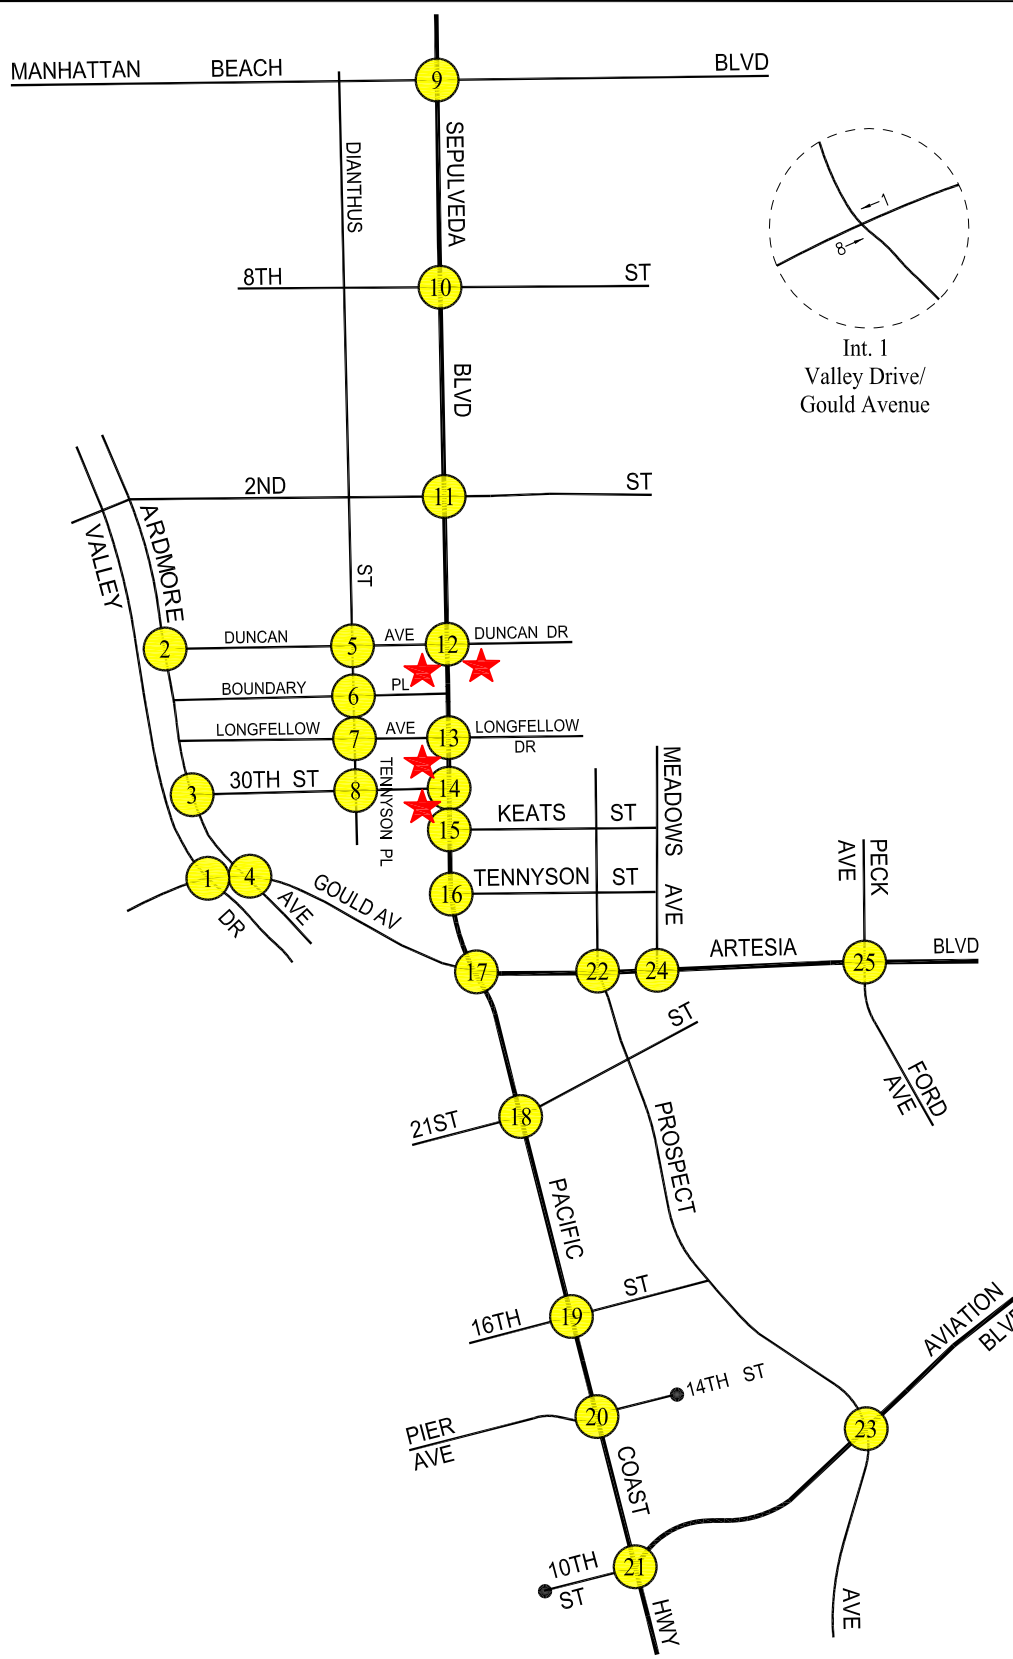 MANHATTAN BEACH BLVD
9
SEPULVEDA
DIANTHUS
1
8
8TH ST
10
Int. 1
Valley Drive/
Gould Avenue
BLVD
2ND ST
11
ARDMORE
VALLEY
ST
2
DUNCAN
5
AVE
12
DUNCAN DR
BOUNDARY
6
PL
LONGFELLOW
7
AVE
13
LONGFELLOW
DR
MEADOWS
TENNYSON PL
3
30TH ST
8
14
KEATS ST
15
PECK
AVE
1
4
GOULD AV
16
TENNYSON ST
AVE
AVE
DR
17
22
24
ARTESIA
25
BLVD
ST
FORD
AVE
21ST
18
PROSPECT
PACIFIC
16TH
19
ST
AVIATION
20
14TH ST
PIER
AVE
23
COAST
10TH
ST
21
AVE
HWY